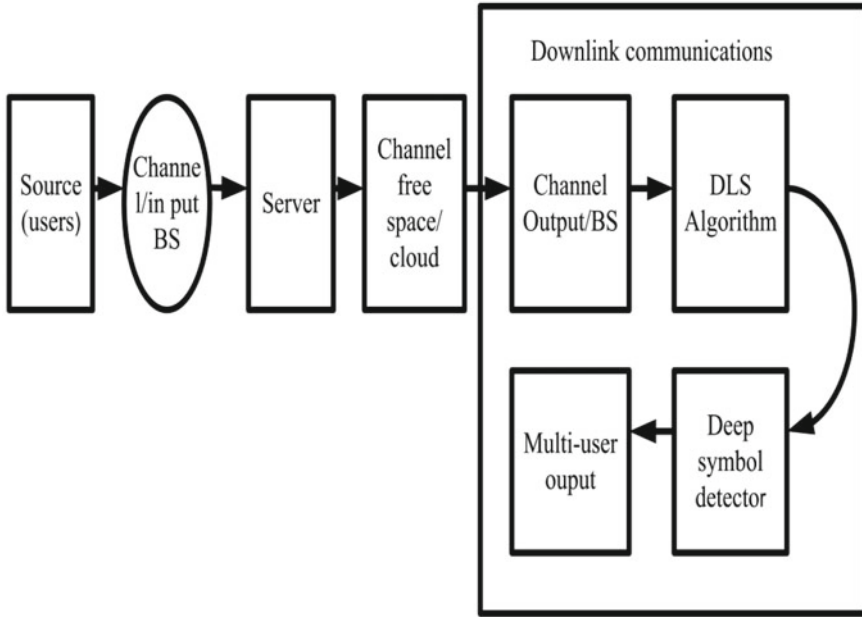 Downlink communications
Source
(users)
Channe
l/in put
BS
Server
Channel
free
space/
cloud
Channel
Output/BS
DLS
Algorithm
Deep
symbol
detector
Multi-user
ouput